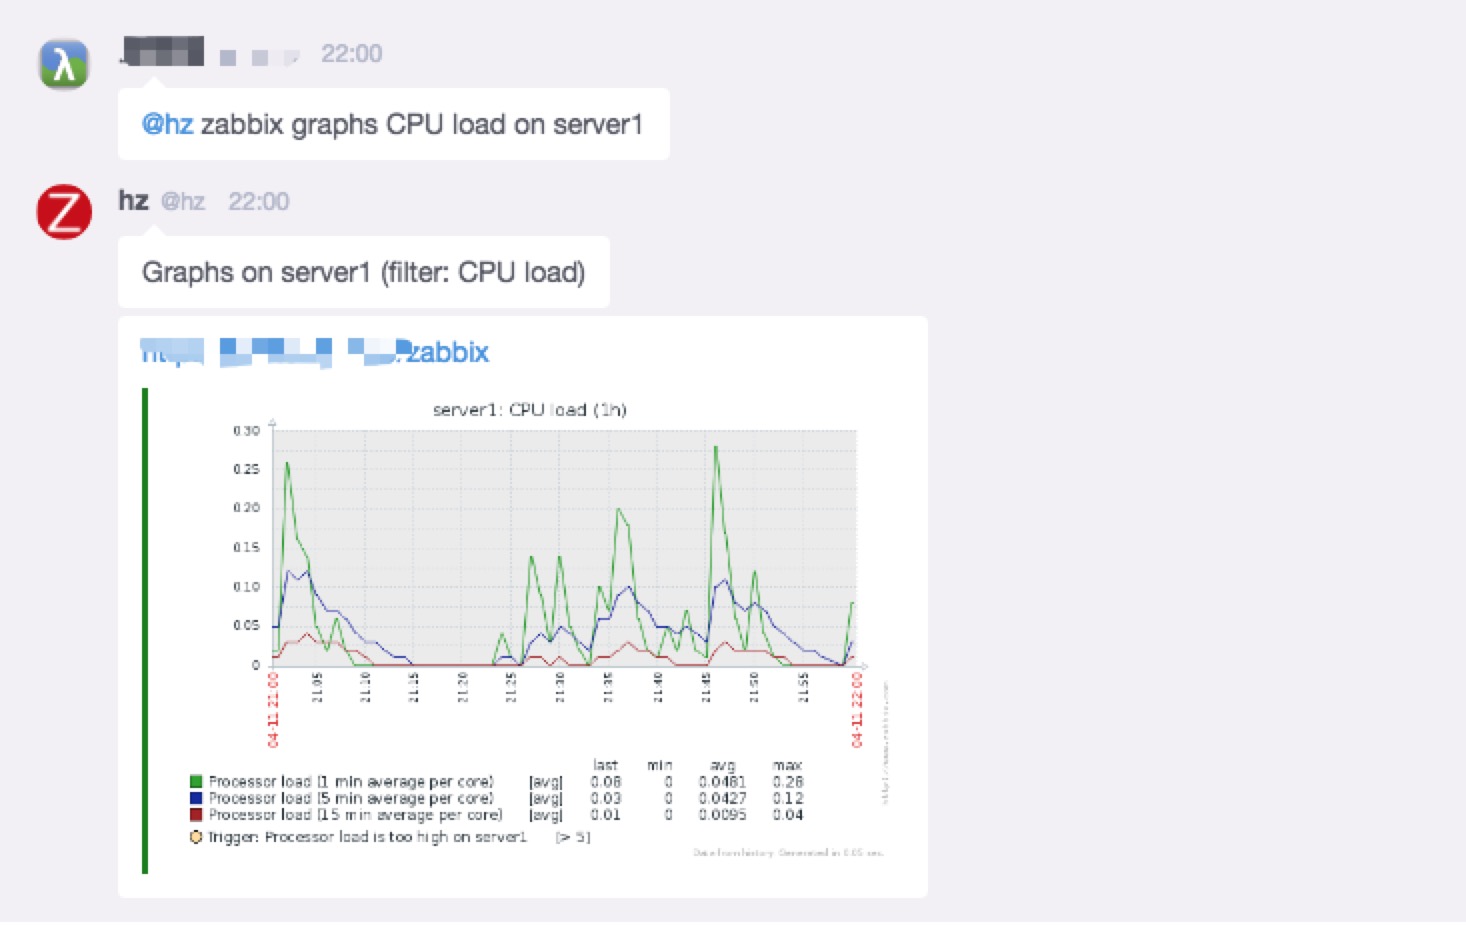 22:00
@hz zabbix graphs CPU load on server1
hz @hz 22:00
Graphs on server1 (filter: CPU load)
zabbix
server1: CPU load (1h)
0.30
0.25
0.20
0.15
0.10
0.05
0
04-11 21:00 21:05 21:10 21:15 21:20 21:25 21:30 21:35 21:40 21:45 21:50 21:55 04-11 22:00
http://www.zabbix.com
last min avg max
Processor load (1 min average per core) [avg] 0.08 0 0.0481 0.28
Processor load (5 min average per core) [avg] 0.03 0 0.0427 0.12
Processor load (15 min average per core) [avg] 0.01 0 0.0095 0.04
Trigger: Processor load is too high on server1 [> 5]
Data from history. Generated in 0.05 sec.